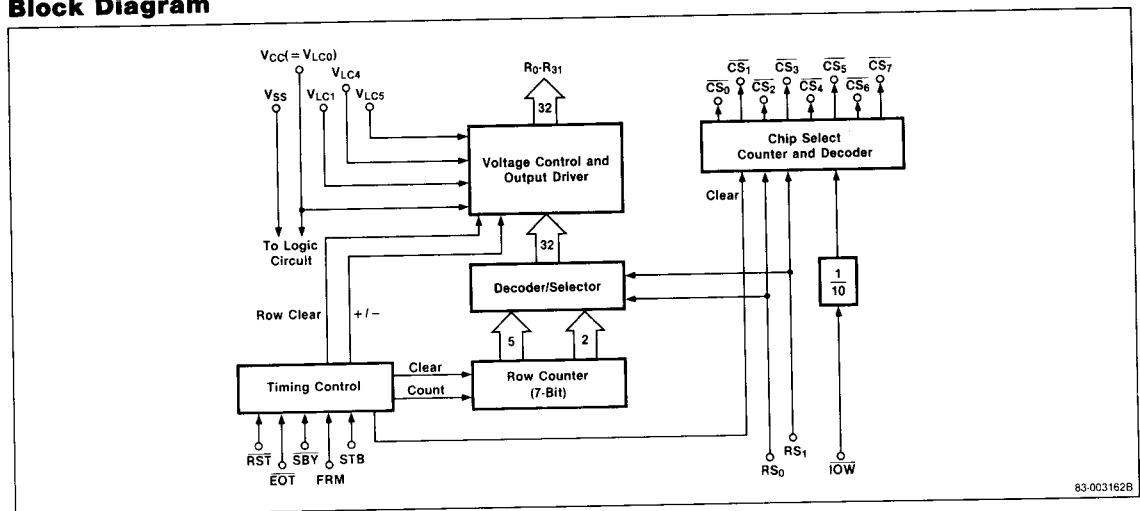 Block Diagram
VCC(= VLC0)
VLC4
VSS
VLC1
VLC5
R0-R31
32
CS0
CS1
CS2
CS3
CS4
CS5
CS6
CS7
Voltage Control and
Output Driver
Chip Select
Counter and Decoder
Clear
To Logic
Circuit
32
Decoder/Selector
1
10
Row Clear
+/−
5
2
Timing Control
Clear
Count
Row Counter
(7-Bit)
RST
EOT
SBY
FRM
STB
RS0
RS1
IOW
83-003162B